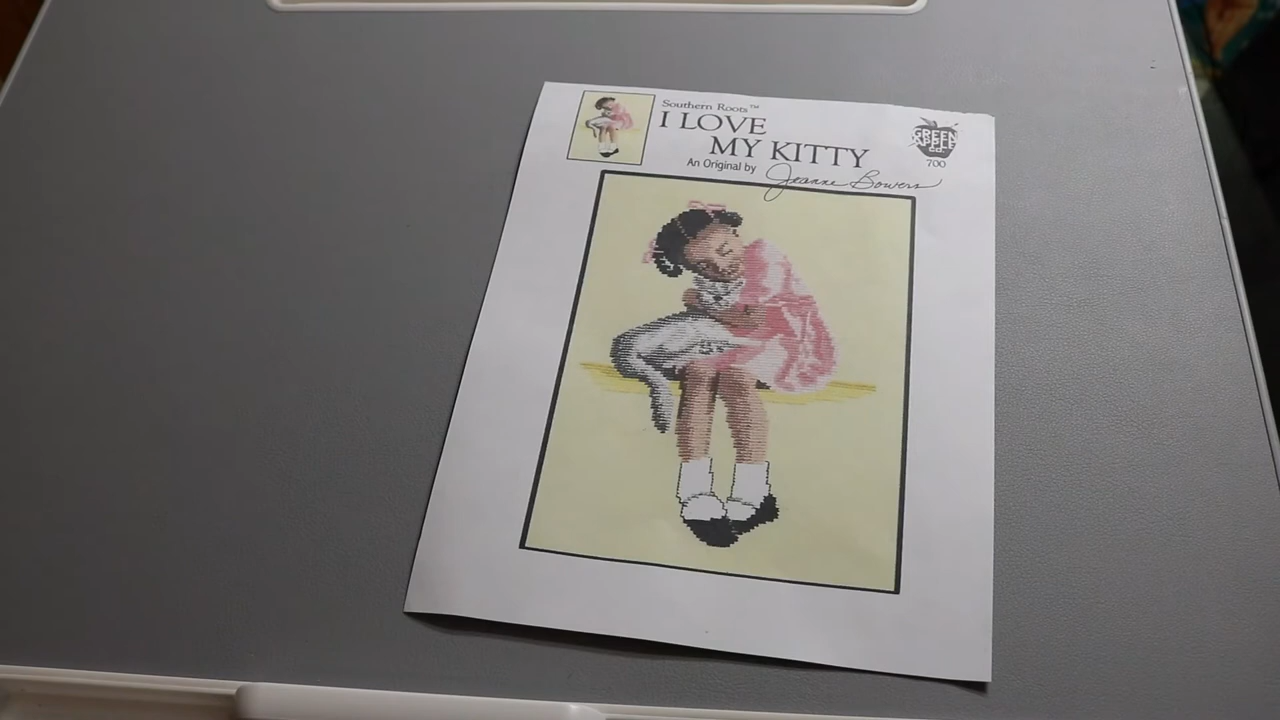 Southern Roots™
I LOVE
MY KITTY
An Original by
Jeanne Bowers
GREEN
APPLE
CO.
700